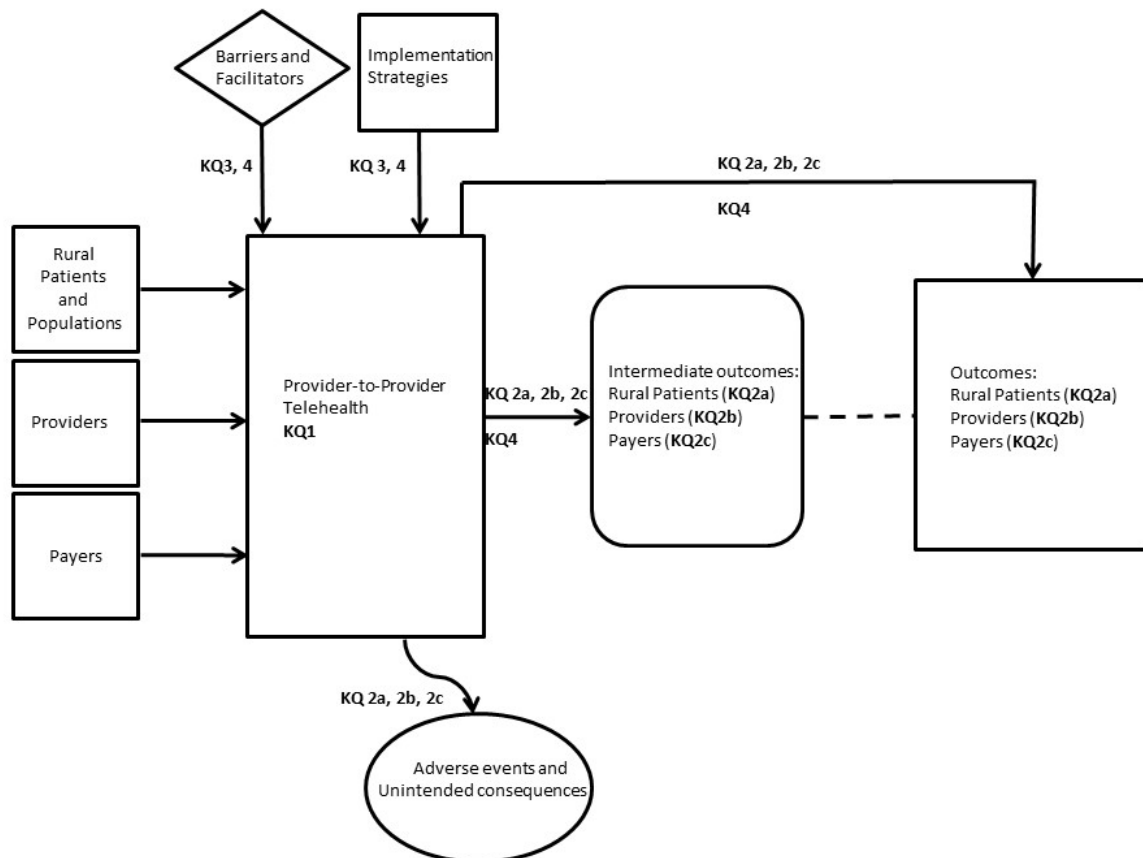 Barriers and
Facilitators
Implementation
Strategies
KQ3, 4
KQ 3, 4
KQ 2a, 2b, 2c
KQ4
Rural
Patients
and
Populations
Providers
Payers
Provider-to-Provider
Telehealth
KQ1
KQ 2a, 2b, 2c
KQ4
Intermediate outcomes:
Rural Patients (KQ2a)
Providers (KQ2b)
Payers (KQ2c)
Outcomes:
Rural Patients (KQ2a)
Providers (KQ2b)
Payers (KQ2c)
KQ 2a, 2b, 2c
Adverse events and
Unintended consequences